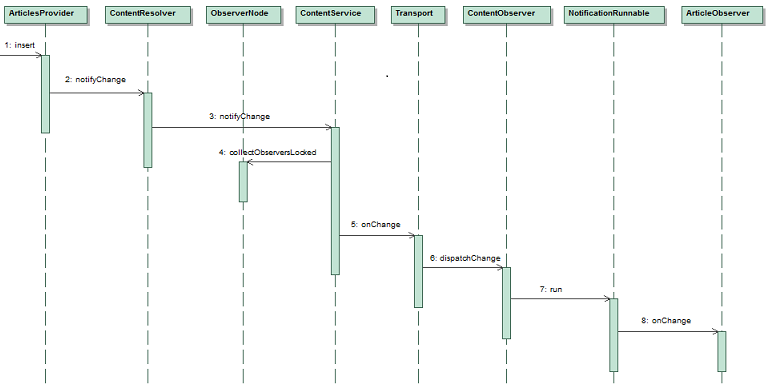 ArticlesProvider
ContentResolver
ObserverNode
ContentService
Transport
ContentObserver
NotificationRunnable
ArticleObserver
1: insert
2: notifyChange
3: notifyChange
4: collectObserversLocked
5: onChange
6: dispatchChange
7: run
8: onChange